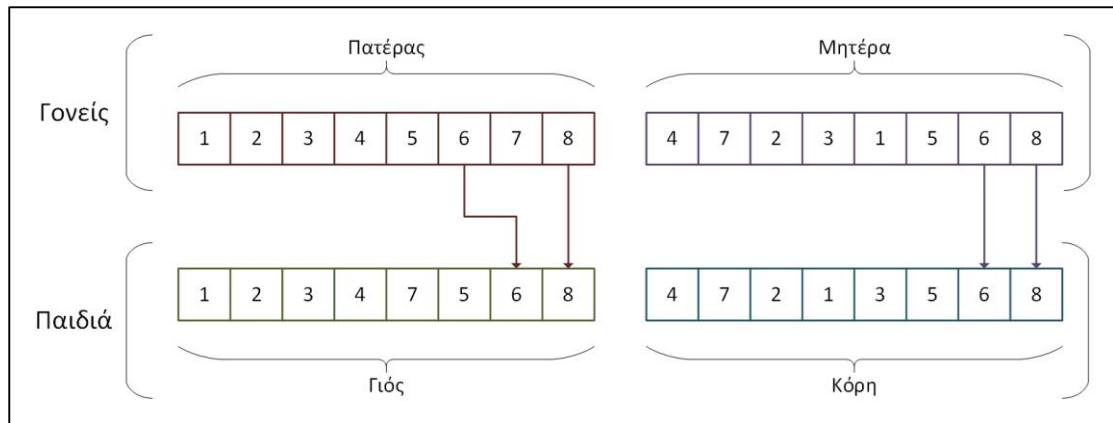 Πατέρας Μητέρα
Γονείς
1 2 3 4 5 6 7 8 4 7 2 3 1 5 6 8
1 2 3 4 7 5 6 8 4 7 2 1 3 5 6 8
Παιδιά
Γιός Κόρη